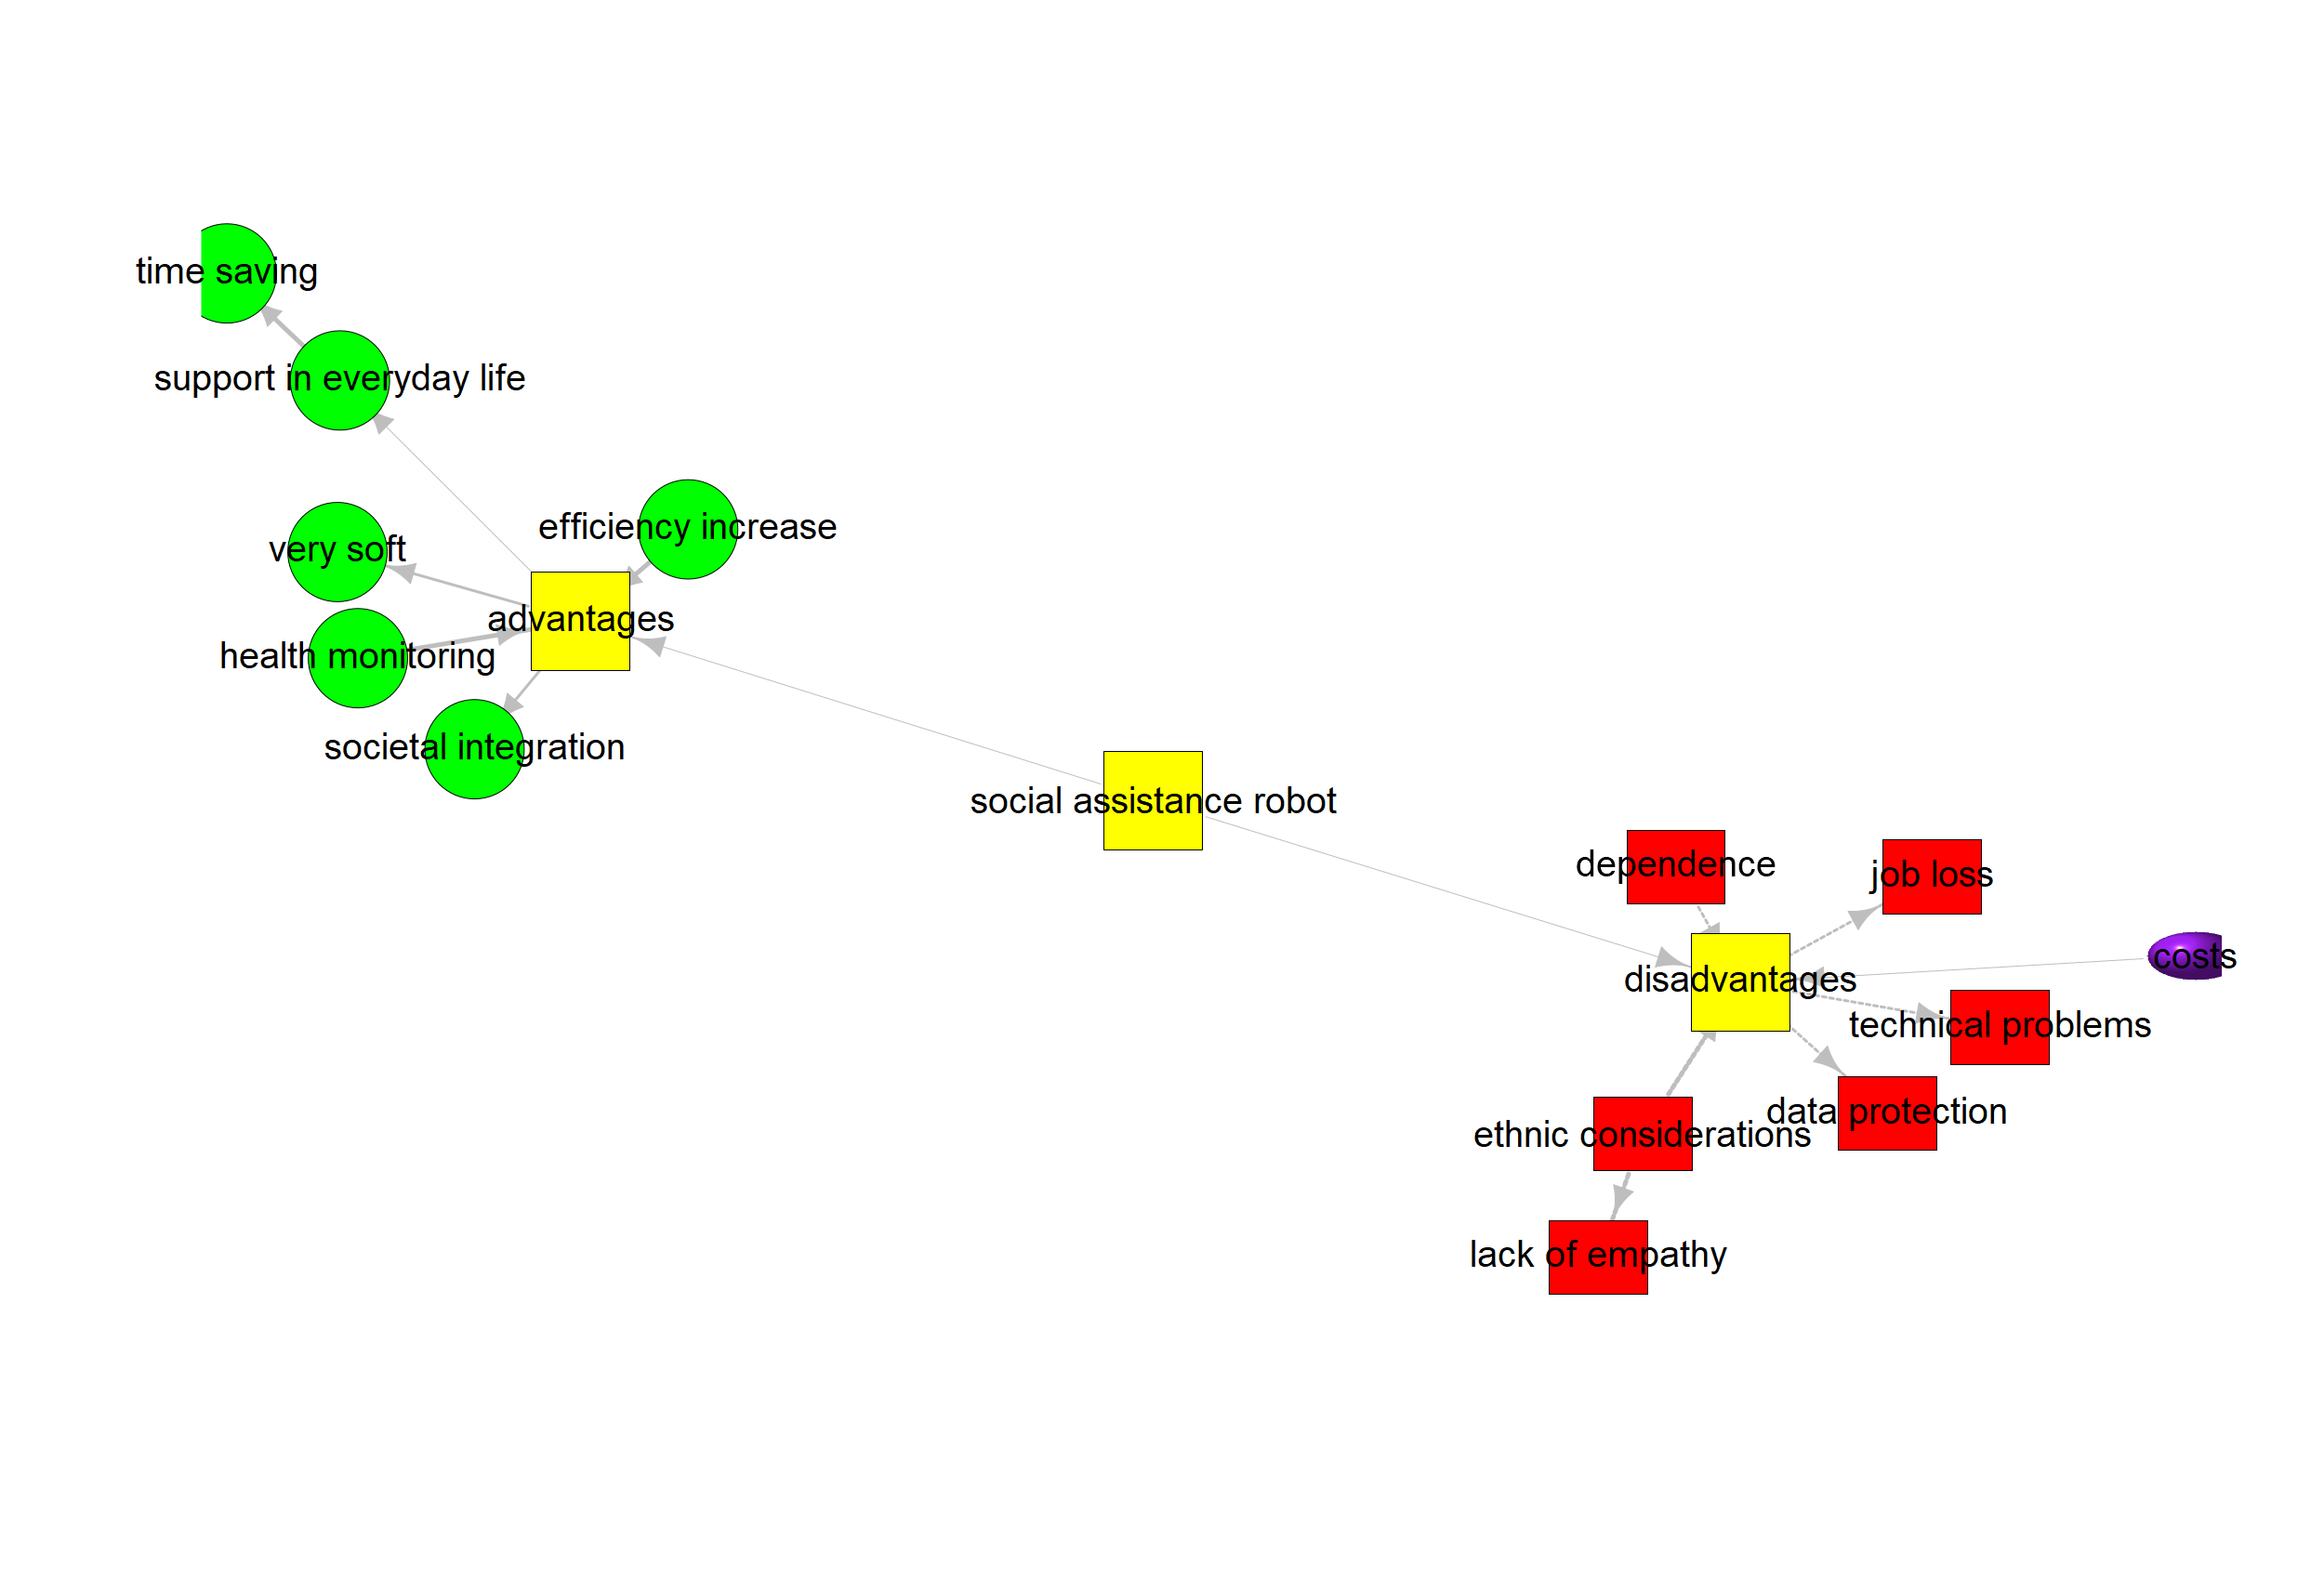 time saving
support in everyday life
efficiency increase
very soft
advantages
health monitoring
societal integration
social assistance robot
dependence
job loss
costs
disadvantages
technical problems
data protection
ethnic considerations
lack of empathy